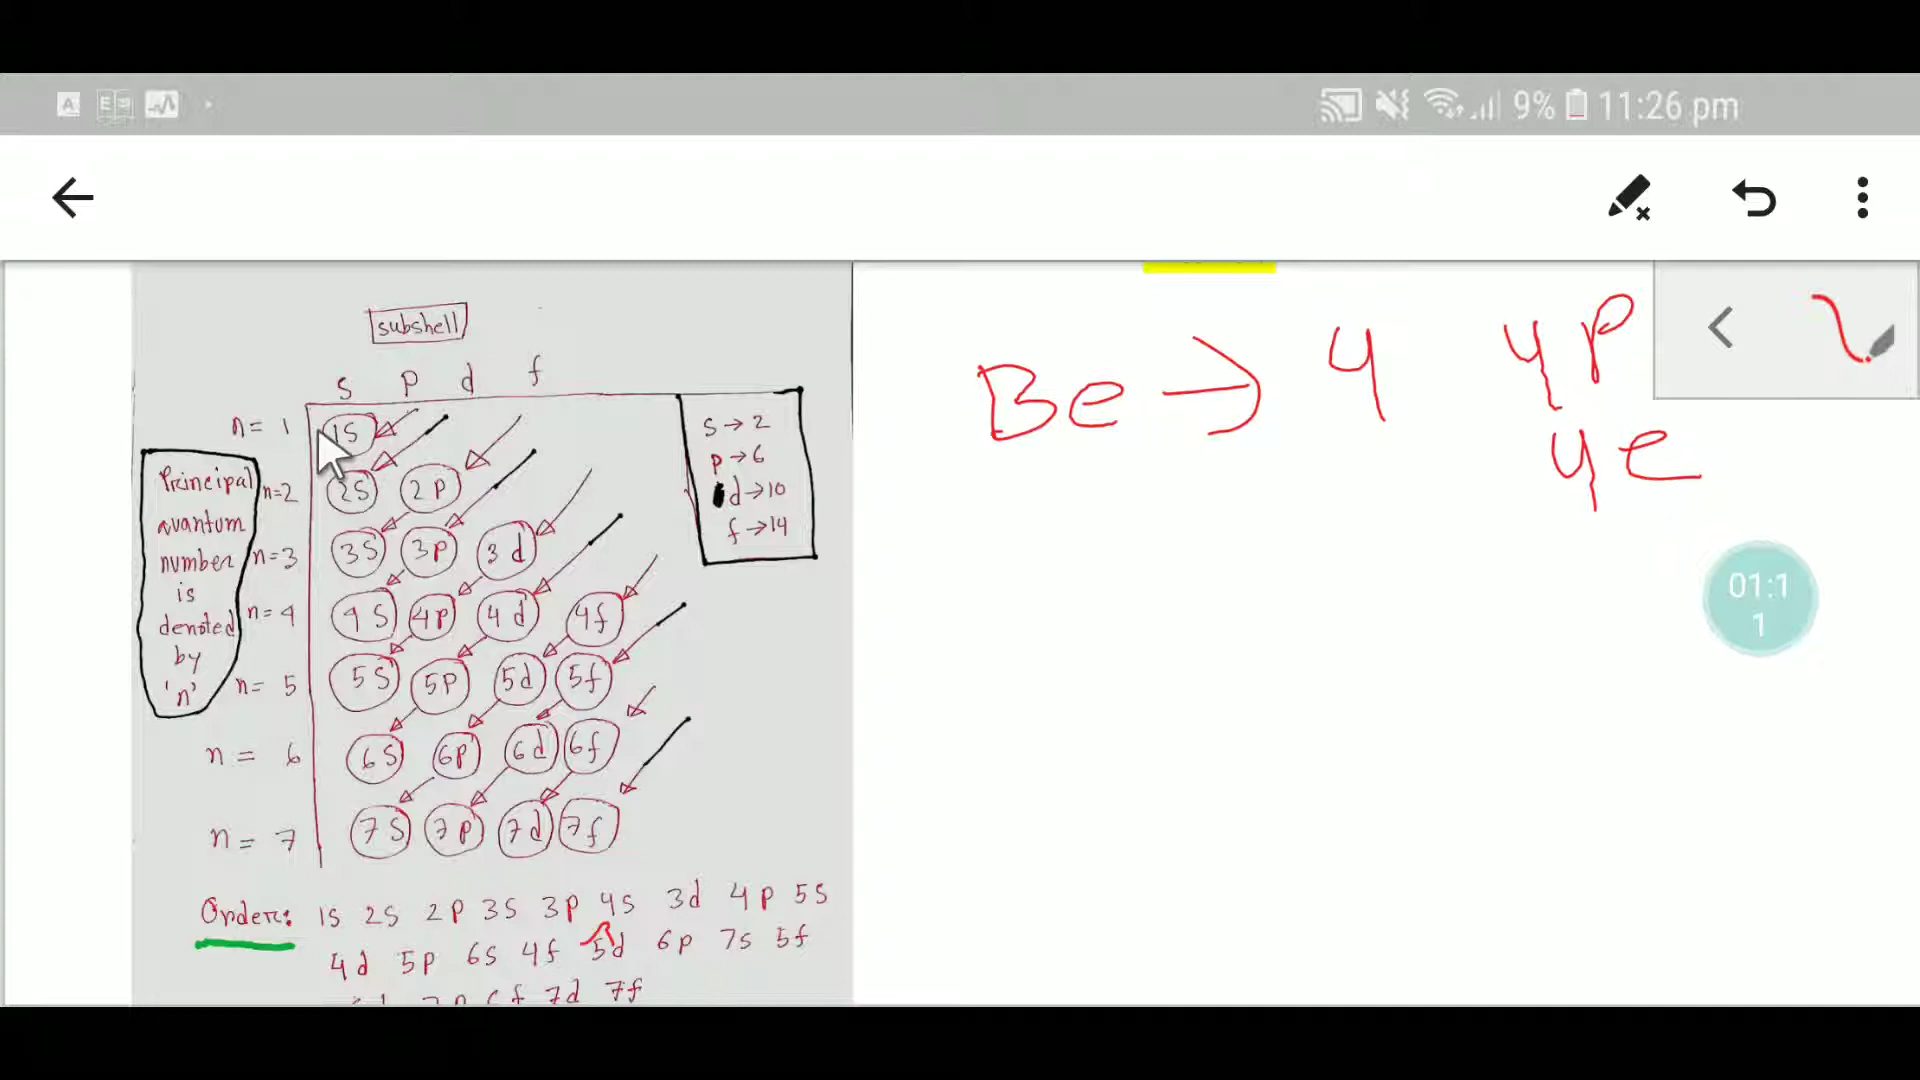 9% 11:26 pm
subshell
s p d f
n = 1 1s
n=2 2s 2p
n=3 3s 3p 3d
n=4 4s 4p 4d 4f
n= 5 5s 5p 5d 5f
n = 6 6s 6p 6d 6f
n = 7 7s 7p 7d 7f
Principal
quantum
number
is
denoted
by
'n'
s → 2
p → 6
d → 10
f → 14
Order: 1s 2s 2p 3s 3p 4s 3d 4p 5s
4d 5p 6s 4f 5d 6p 7s 5f
7d 7f
Be → 4 4p
4e
01:1
1